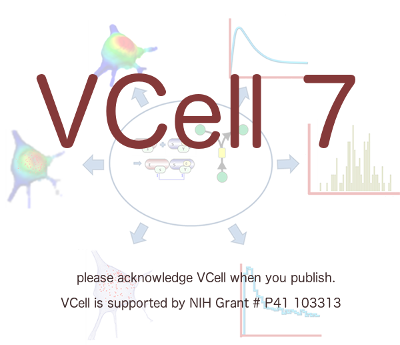 VCell 7
please acknowledge VCell when you publish.
VCell is supported by NIH Grant # P41 103313